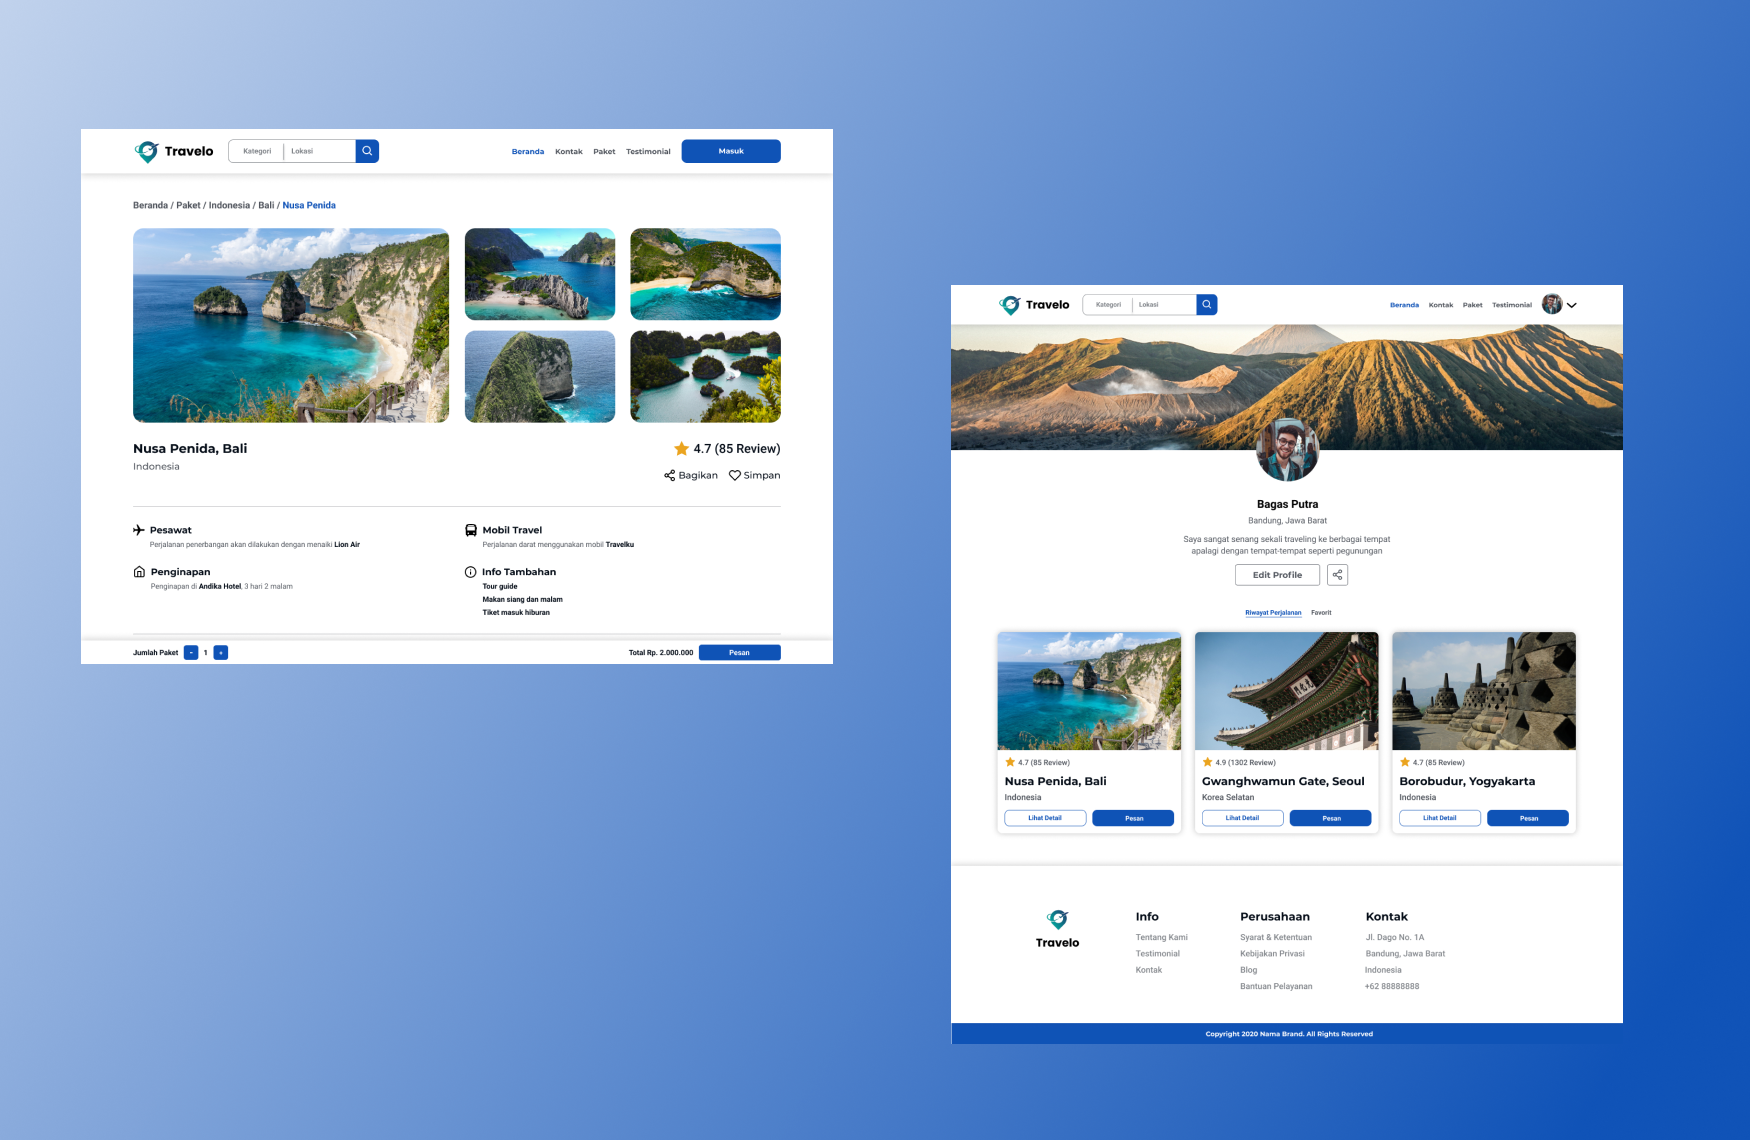 Travelo
Kategori
Lokasi
Beranda
Kontak
Paket
Testimonial
Masuk
Beranda / Paket / Indonesia / Bali / Nusa Penida
Nusa Penida, Bali
Indonesia
4.7 (85 Review)
Bagikan
Simpan
Pesawat
Perjalanan penerbangan akan dilakukan dengan menaiki Lion Air
Mobil Travel
Perjalanan darat menggunakan mobil Travelku
Penginapan
Penginapan di Andika Hotel, 3 hari 2 malam
Info Tambahan
Tour guide
Makan siang dan malam
Tiket masuk hiburan
Jumlah Paket - 1 +
Total Rp. 2.000.000
Pesan
Travelo
Kategori
Lokasi
Beranda
Kontak
Paket
Testimonial
Bagas Putra
Bandung, Jawa Barat
Saya sangat senang sekali traveling ke berbagai tempat
apalagi dengan tempat-tempat seperti pegunungan
Edit Profile
Riwayat Perjalanan
Favorit
4.7 (85 Review)
Nusa Penida, Bali
Indonesia
Lihat Detail
Pesan
4.9 (1302 Review)
Gwanghwamun Gate, Seoul
Korea Selatan
Lihat Detail
Pesan
4.7 (85 Review)
Borobudur, Yogyakarta
Indonesia
Lihat Detail
Pesan
Travelo
Info
Tentang Kami
Testimonial
Kontak
Perusahaan
Syarat & Ketentuan
Kebijakan Privasi
Blog
Bantuan Pelayanan
Kontak
Jl. Dago No. 1A
Bandung, Jawa Barat
Indonesia
+62 88888888
Copyright 2020 Nama Brand. All Rights Reserved